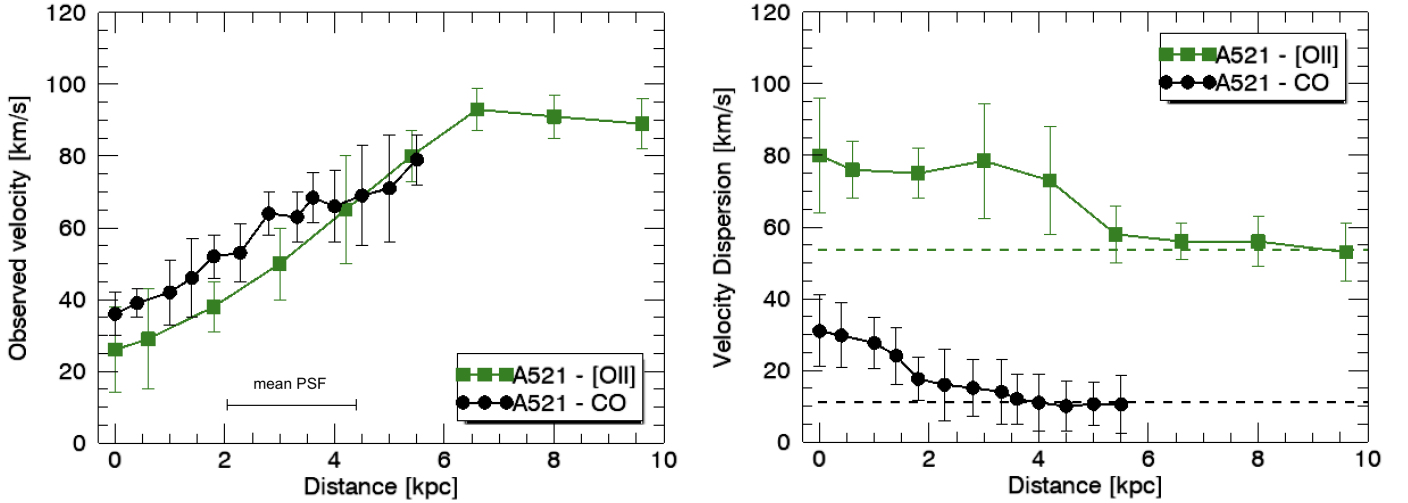 120
100
80
60
40
20
0
Observed velocity [km/s]
mean PSF
A521 - [OII]
A521 - CO
0 2 4 6 8 10
Distance [kpc]
120
100
80
60
40
20
0
Velocity Dispersion [km/s]
A521 - [OII]
A521 - CO
0 2 4 6 8 10
Distance [kpc]